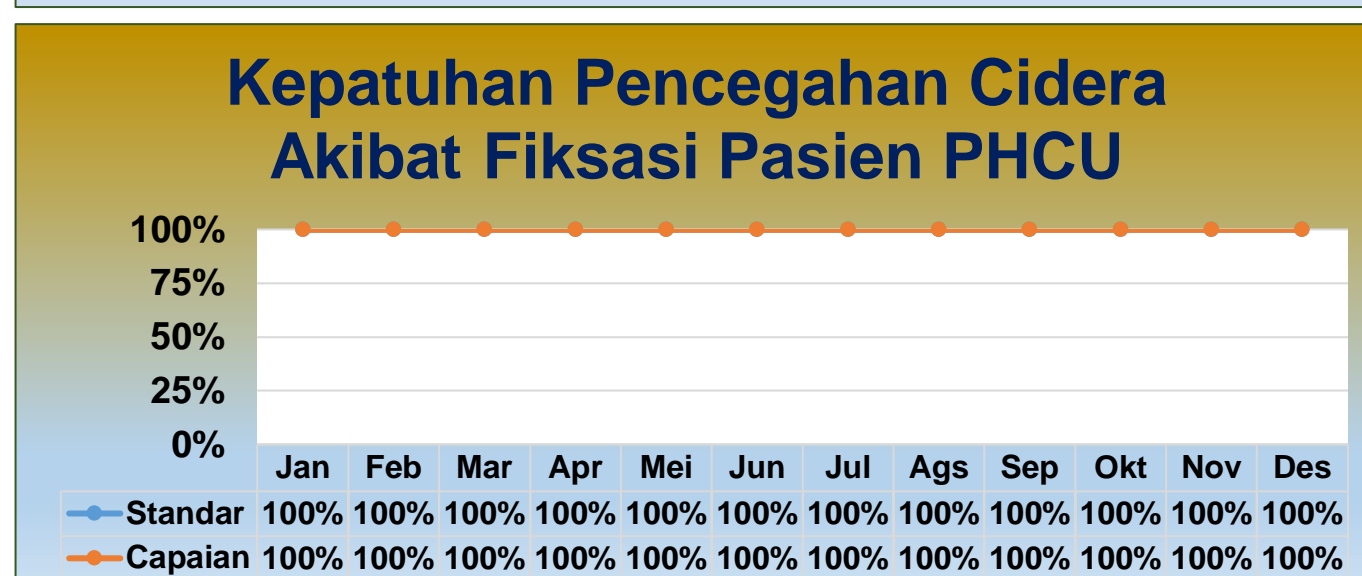 Kepatuhan Pencegahan Cidera
Akibat Fiksasi Pasien PHCU
100%
75%
50%
25%
0%
Jan Feb Mar Apr Mei Jun Jul Ags Sep Okt Nov Des
Standar 100% 100% 100% 100% 100% 100% 100% 100% 100% 100% 100% 100%
Capaian 100% 100% 100% 100% 100% 100% 100% 100% 100% 100% 100% 100%